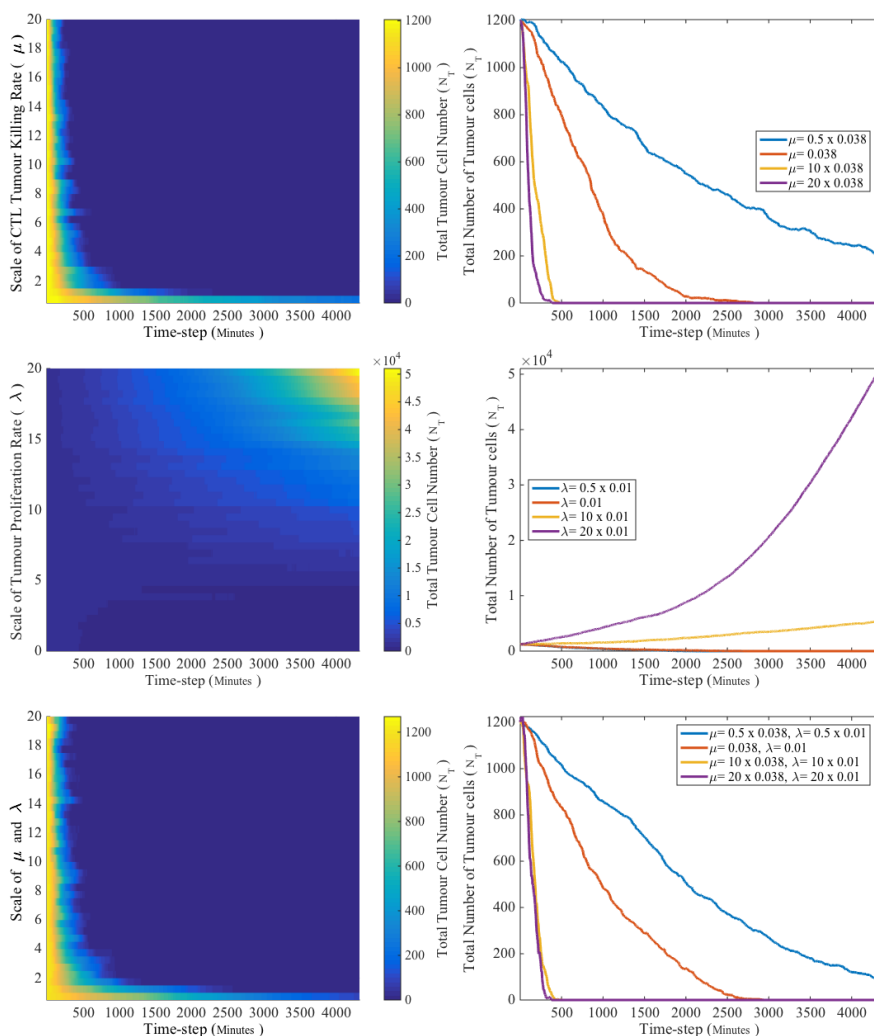 Scale of CTL Tumour Killing Rate ( μ )
20
18
16
14
12
10
8
6
4
2
500 1000 1500 2000 2500 3000 3500 4000
Time-step (Minutes )
1200
1000
800
600
400
200
0
Total Tumour Cell Number (N_T )
Total Number of Tumour cells (N_T )
1200
1000
800
600
400
200
0
μ= 0.5 x 0.038
μ= 0.038
μ= 10 x 0.038
μ= 20 x 0.038
0 500 1000 1500 2000 2500 3000 3500 4000
Time-step (Minutes )
Scale of Tumour Proliferation Rate ( λ )
20
15
10
5
0
500 1000 1500 2000 2500 3000 3500 4000
Time-step (Minutes )
×10⁴
5
4.5
4
3.5
3
2.5
2
1.5
1
0.5
0
Total Tumour Cell Number (N_T )
Total Number of Tumour cells (N_T )
×10⁴
5
4
3
2
1
0
λ= 0.5 x 0.01
λ= 0.01
λ= 10 x 0.01
λ= 20 x 0.01
0 500 1000 1500 2000 2500 3000 3500 4000
Time-step (Minutes )
Scale of μ and λ
20
18
16
14
12
10
8
6
4
2
500 1000 1500 2000 2500 3000 3500 4000
Time-step (Minutes )
1200
1000
800
600
400
200
0
Total Tumour Cell Number (N_T )
Total Number of Tumour cells (N_T )
1200
1000
800
600
400
200
0
μ= 0.5 x 0.038, λ= 0.5 x 0.01
μ= 0.038, λ= 0.01
μ= 10 x 0.038, λ= 10 x 0.01
μ= 20 x 0.038, λ= 20 x 0.01
0 500 1000 1500 2000 2500 3000 3500 4000
Time-step (Minutes )